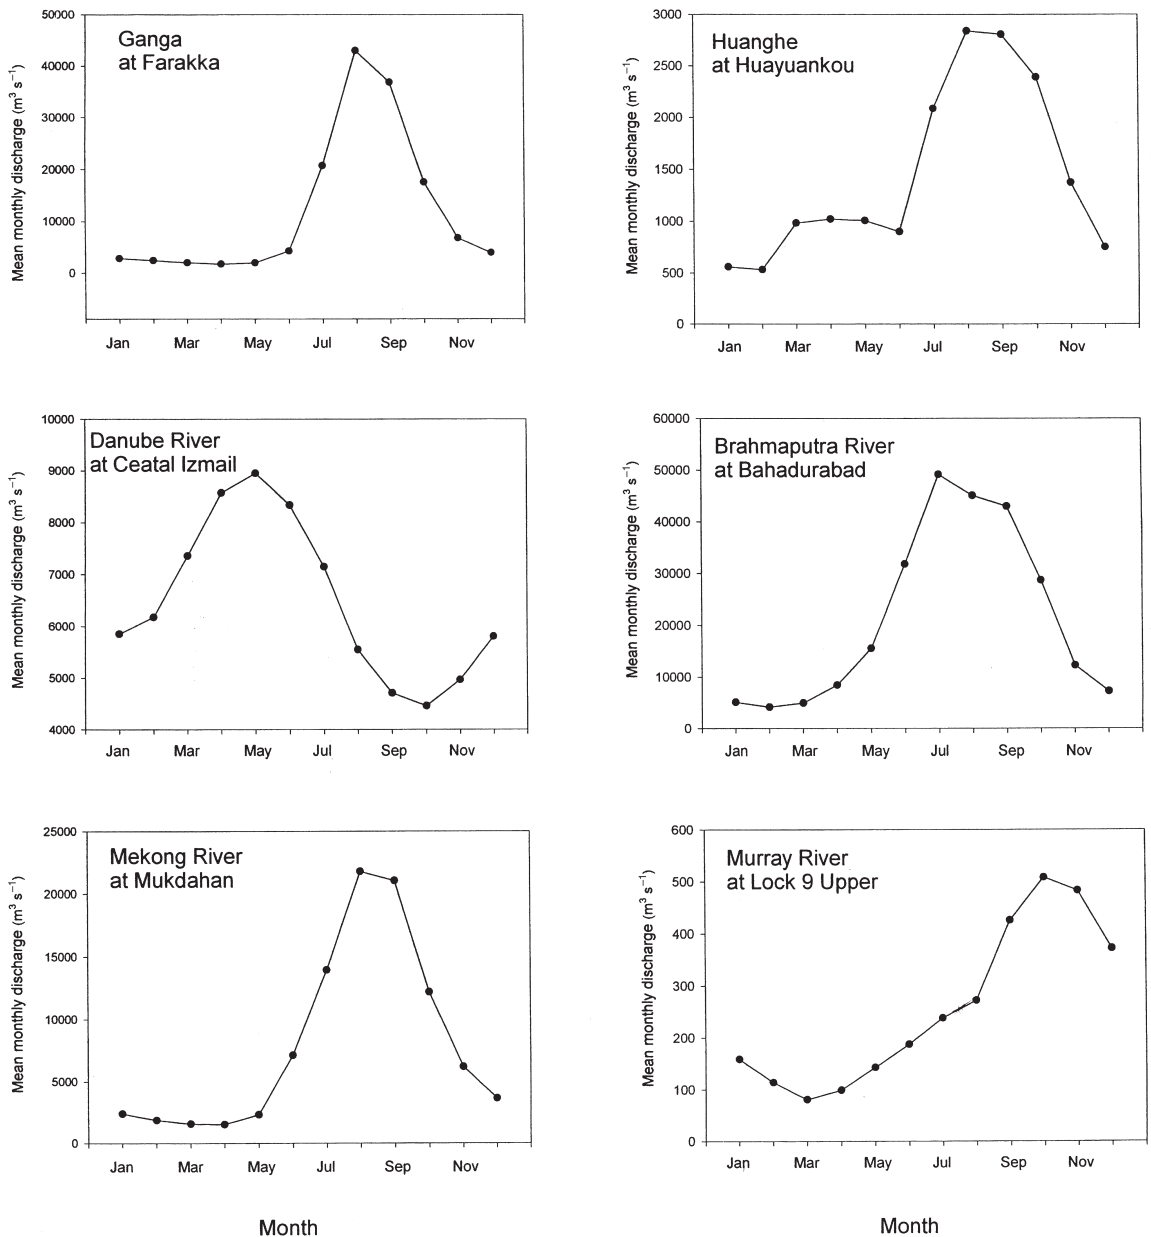 Ganga
at Farakka
Mean monthly discharge (m³ s⁻¹)
50000
40000
30000
20000
10000
0
Jan Mar May Jul Sep Nov
Huanghe
at Huayuankou
Mean monthly discharge (m³ s⁻¹)
3000
2500
2000
1500
1000
500
0
Jan Mar May Jul Sep Nov
Danube River
at Ceatal Izmail
Mean monthly discharge (m³ s⁻¹)
10000
9000
8000
7000
6000
5000
4000
Jan Mar May Jul Sep Nov
Brahmaputra River
at Bahadurabad
Mean monthly discharge (m³ s⁻¹)
60000
50000
40000
30000
20000
10000
0
Jan Mar May Jul Sep Nov
Mekong River
at Mukdahan
Mean monthly discharge (m³ s⁻¹)
25000
20000
15000
10000
5000
0
Jan Mar May Jul Sep Nov
Month
Murray River
at Lock 9 Upper
Mean monthly discharge (m³ s⁻¹)
600
500
400
300
200
100
0
Jan Mar May Jul Sep Nov
Month